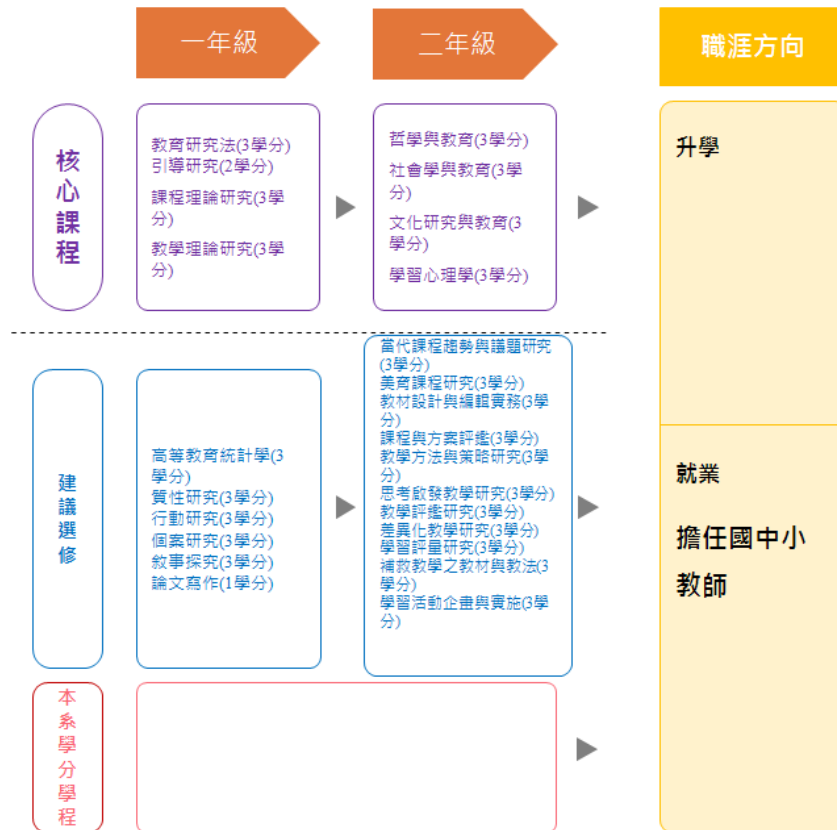 一年級
二年級
職涯方向
核
心
課
程
教育研究法(3學分)
引導研究(2學分)
課程理論研究(3學
分)
教學理論研究(3學
分)
哲學與教育(3學分)
社會學與教育(3學
分)
文化研究與教育(3
學分)
學習心理學(3學分)
升學
建
議
選
修
高等教育統計學(3
學分)
質性研究(3學分)
行動研究(3學分)
個案研究(3學分)
敘事探究(3學分)
論文寫作(1學分)
當代課程趨勢與議題研究
(3學分)
美育課程研究(3學分)
教材設計與編輯實務(3學
分)
課程與方案評鑑(3學分)
教學方法與策略研究(3學
分)
思考啟發教學研究(3學分)
教學評鑑研究(3學分)
差異化教學研究(3學分)
學習評量研究(3學分)
補救教學之教材與教法(3
學分)
學習活動企畫與實施(3學
分)
就業
擔任國中小
教師
本
系
學
分
學
程